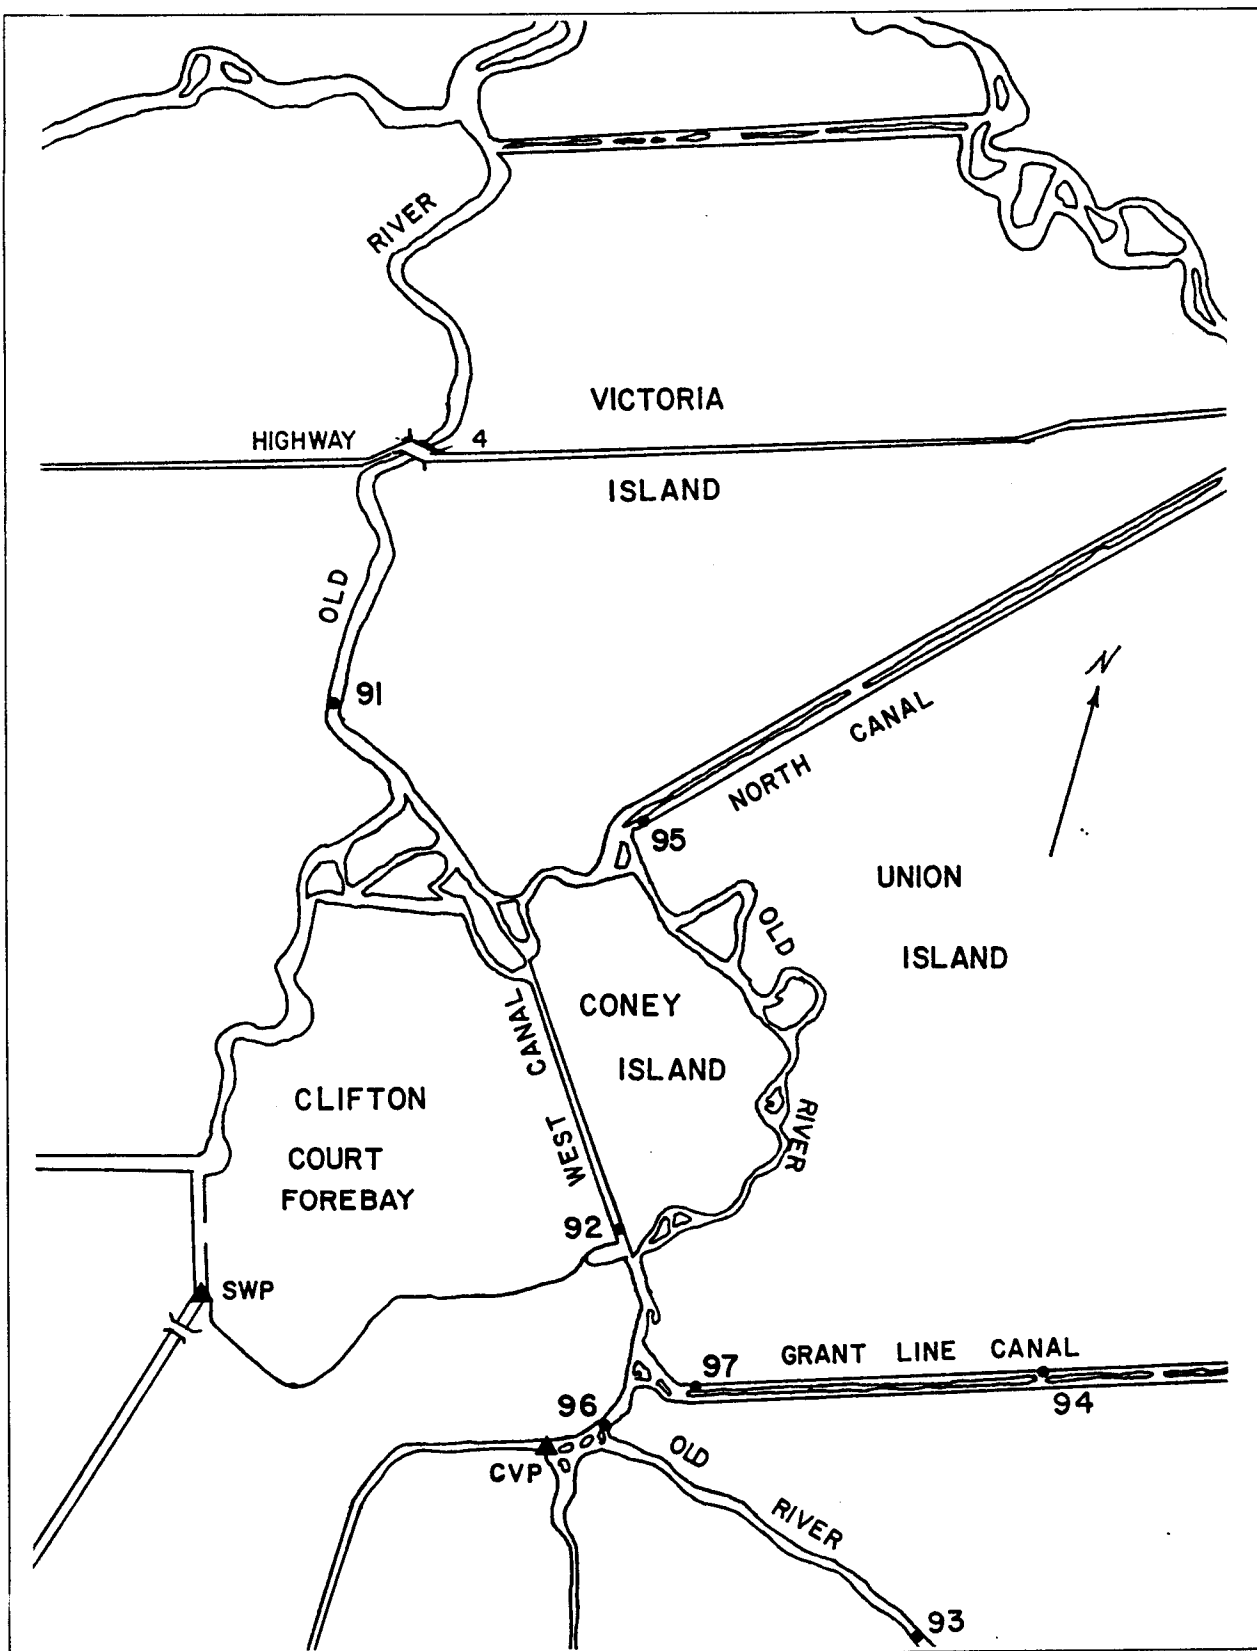 RIVER
VICTORIA
HIGHWAY 4
ISLAND
OLD
N
91
NORTH CANAL
95
UNION
OLD
ISLAND
CONEY
WEST CANAL
ISLAND
CLIFTON
RIVER
COURT
FOREBAY
92
SWP
97
GRANT LINE CANAL
94
96
OLD
CVP
RIVER
93